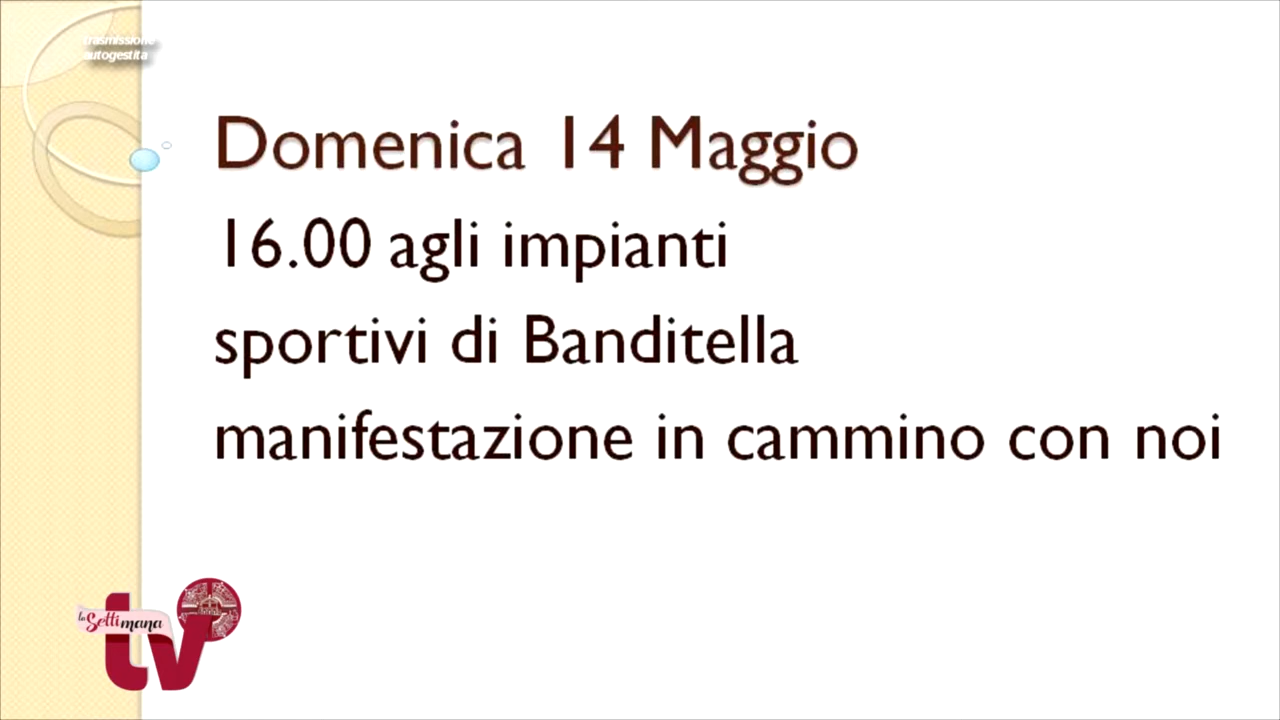 trasmissione
autogestita
Domenica 14 Maggio
16.00 agli impianti
sportivi di Banditella
manifestazione in cammino con noi
la Settimana
tv